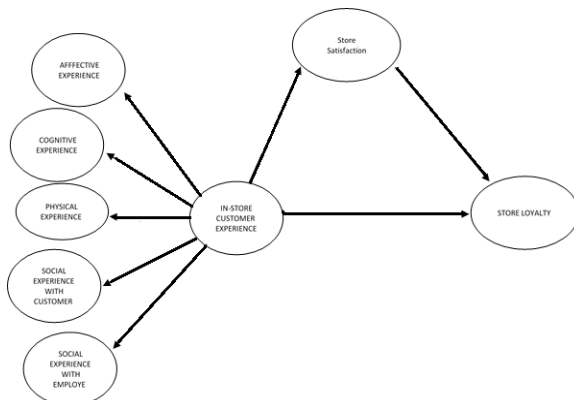 Store
Satisfaction
AFFFECTIVE
EXPERIENCE
COGNITIVE
EXPERIENCE
PHYSICAL
EXPERIENCE
IN-STORE
CUSTOMER
EXPERIENCE
STORE LOYALTY
SOCIAL
EXPERIENCE
WITH
CUSTOMER
SOCIAL
EXPERIENCE
WITH
EMPLOYE